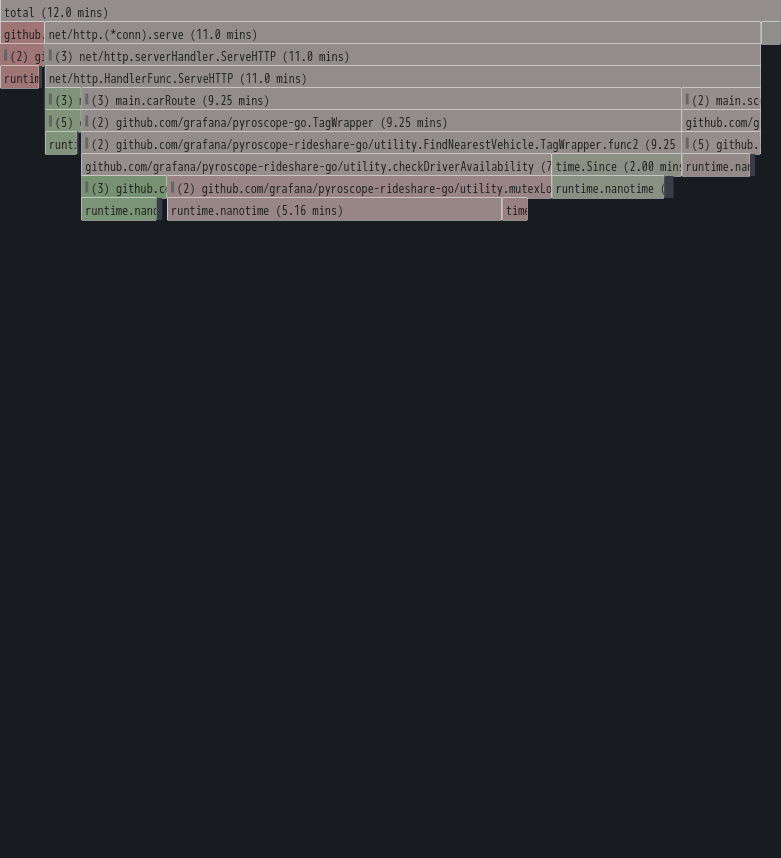 total (12.0 mins)
github. net/http.(*conn).serve (11.0 mins)
(2) gi (3) net/http.serverHandler.ServeHTTP (11.0 mins)
runtim net/http.HandlerFunc.ServeHTTP (11.0 mins)
(3) (3) main.carRoute (9.25 mins) (2) main.sc
(5) (2) github.com/grafana/pyroscope-go.TagWrapper (9.25 mins) github.com/g
runti (2) github.com/grafana/pyroscope-rideshare-go/utility.FindNearestVehicle.TagWrapper.func2 (9.25 (5) github.
github.com/grafana/pyroscope-rideshare-go/utility.checkDriverAvailability (7 time.Since (2.00 mins runtime.nan
(3) github.co (2) github.com/grafana/pyroscope-rideshare-go/utility.mutexLo runtime.nanotime (
runtime.nano runtime.nanotime (5.16 mins) time